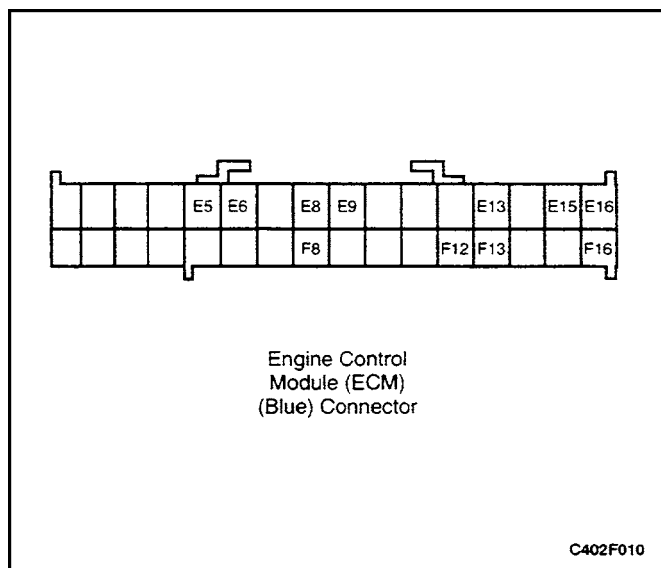 E5 E6 E8 E9 E13 E15 E16
F8 F12 F13 F16
Engine Control
Module (ECM)
(Blue) Connector
C402F010